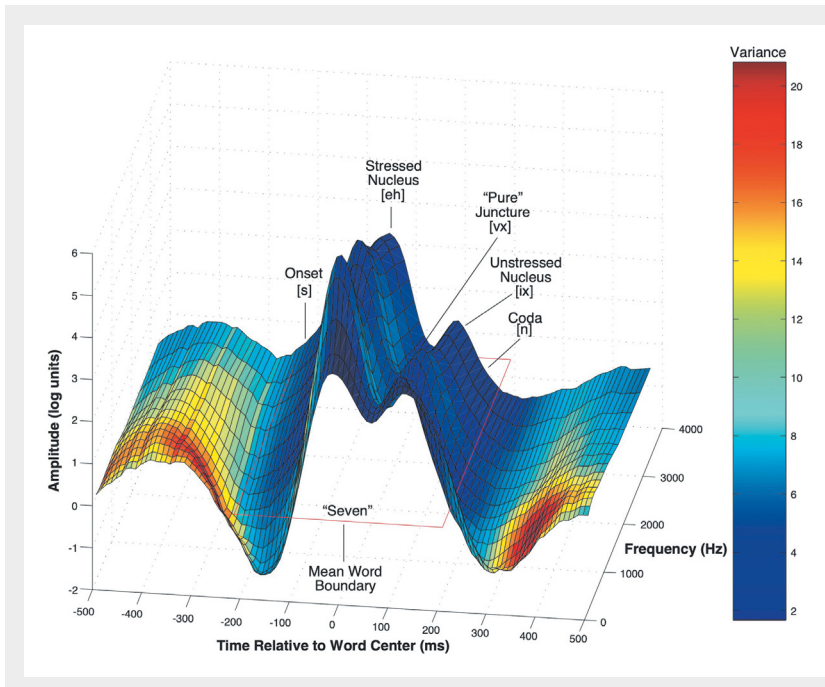 Variance
20
18
16
14
12
10
8
6
4
2
Stressed
Nucleus
[eh]
“Pure”
Juncture
[vx]
Unstressed
Nucleus
[ix]
Onset
[s]
Coda
[n]
6
5
4
3
2
1
0
-1
-2
Amplitude (log units)
“Seven”
Mean Word
Boundary
4000
3000
2000
1000
0
Frequency (Hz)
-500
-400
-300
-200
-100
0
100
200
300
400
500
Time Relative to Word Center (ms)